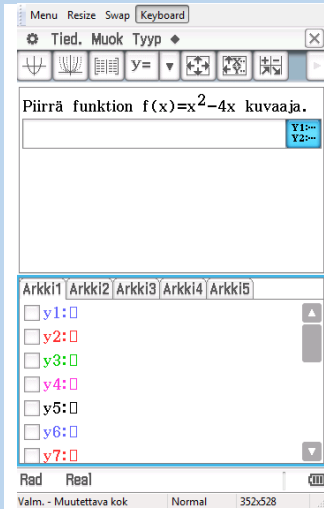 Menu Resize Swap Keyboard
Tied. Muok Tyyp
Y=
Piirrä funktion f(x)=x²-4x kuvaaja.
Y1:...
Y2:...
Arkki1 Arkki2 Arkki3 Arkki4 Arkki5
y1:
y2:
y3:
y4:
y5:
y6:
y7:
Rad Real
Valm. - Muutettava kok Normal 352x528